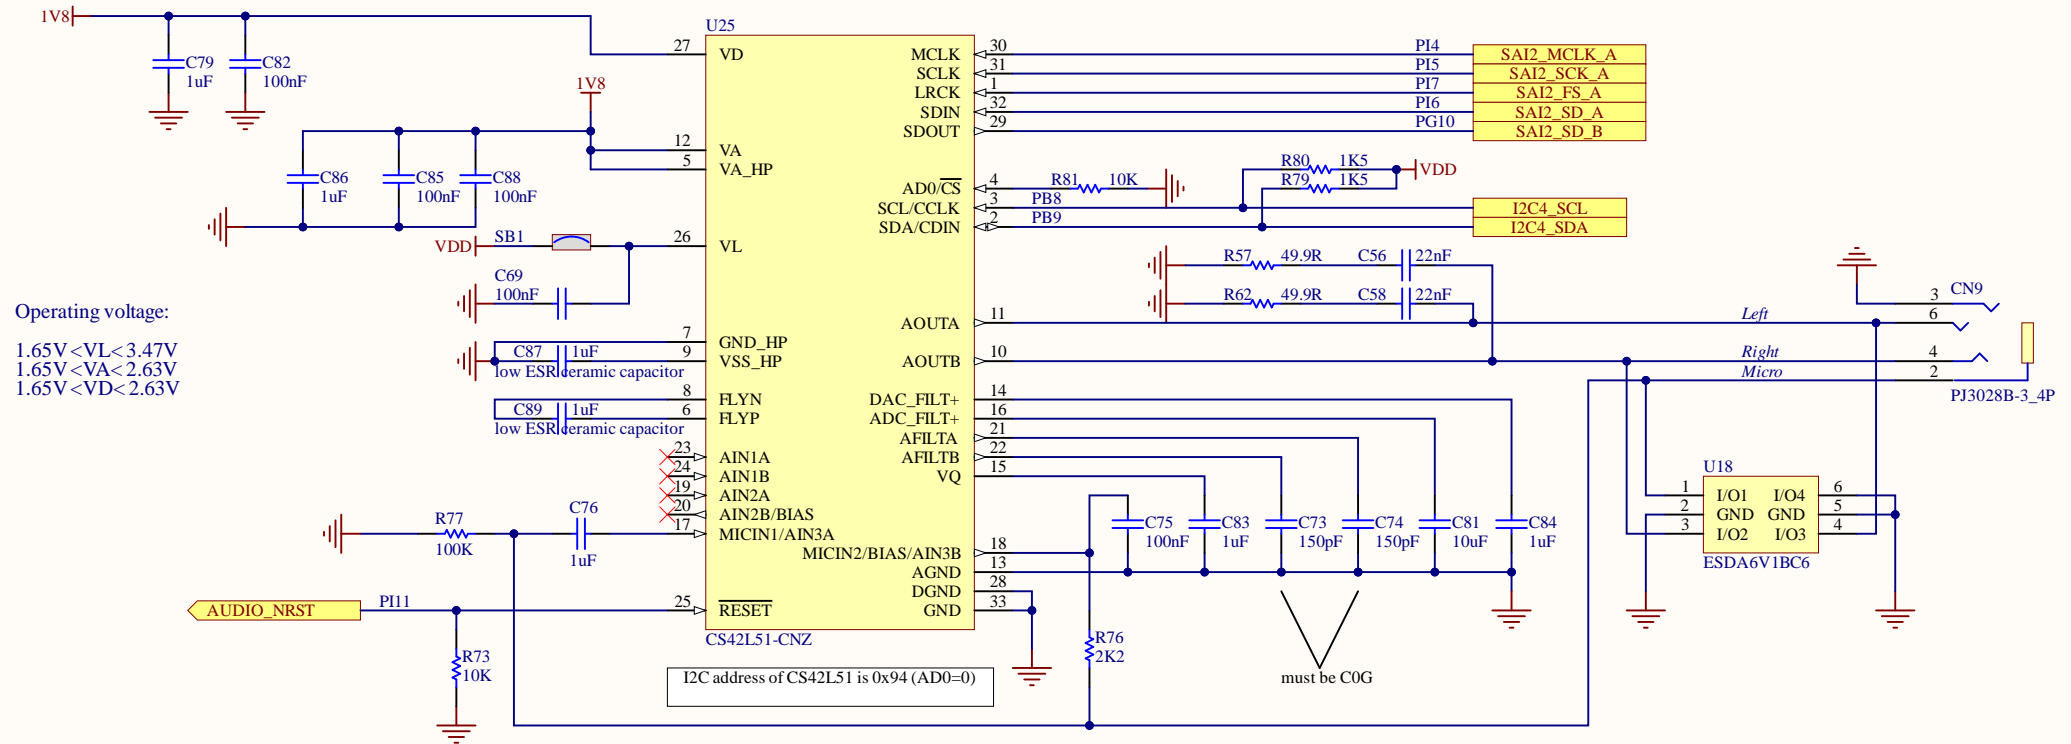 1V8
C79
1uF
C82
100nF
1V8
C86
1uF
C85
100nF
C88
100nF
VDD
SB1
C69
100nF
Operating voltage:
1.65V<VL<3.47V
1.65V<VA<2.63V
1.65V<VD<2.63V
C87
1uF
low ESR ceramic capacitor
C89
1uF
low ESR ceramic capacitor
R77
100K
C76
1uF
AUDIO_NRST
PI11
R73
10K
U25
27 VD
12 VA
5 VA_HP
26 VL
7 GND_HP
9 VSS_HP
8 FLYN
6 FLYP
23 AIN1A
24 AIN1B
19 AIN2A
20 AIN2B/BIAS
17 MICIN1/AIN3A
25 RESET
MCLK 30
SCLK 31
LRCK 1
SDIN 32
SDOUT 29
AD0/CS 4
SCL/CCLK 3
SDA/CDIN 2
AOUTA 11
AOUTB 10
DAC_FILT+ 14
ADC_FILT+ 16
AFILTA 21
AFILTB 22
VQ 15
MICIN2/BIAS/AIN3B 18
AGND 13
DGND 28
GND 33
CS42L51-CNZ
I2C address of CS42L51 is 0x94 (AD0=0)
PI4 SAI2_MCLK_A
PI5 SAI2_SCK_A
PI7 SAI2_FS_A
PI6 SAI2_SD_A
PG10 SAI2_SD_B
R80 1K5
VDD
R79 1K5
R81 10K
PB8 I2C4_SCL
PB9 I2C4_SDA
R57 49.9R C56 22nF
R62 49.9R C58 22nF
Left
Right
Micro
3
6
4
2
CN9
PJ3028B-3_4P
C75
100nF
C83
1uF
C73
150pF
C74
150pF
C81
10uF
C84
1uF
must be C0G
R76
2K2
U18
1 I/O1 I/O4 6
2 GND GND 5
3 I/O2 I/O3 4
ESDA6V1BC6